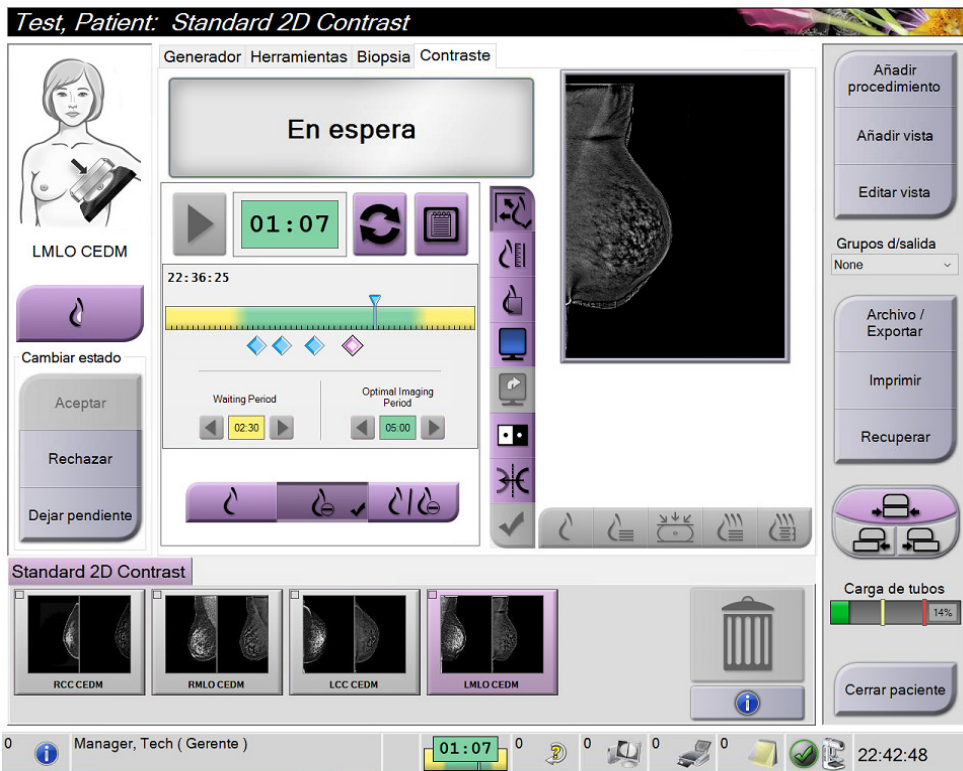 Test, Patient: Standard 2D Contrast
Generador Herramientas Biopsia Contraste
En espera
01:07
22:36:25
Waiting Period
Optimal Imaging
Period
02:30
05:00
LMLO CEDM
Cambiar estado
Aceptar
Rechazar
Dejar pendiente
Añadir
procedimiento
Añadir vista
Editar vista
Grupos d/salida
None
Archivo /
Exportar
Imprimir
Recuperar
Carga de tubos
14%
Cerrar paciente
Standard 2D Contrast
RCC CEDM
RMLO CEDM
LCC CEDM
LMLO CEDM
0 Manager, Tech ( Gerente ) 01:07 0 0 0 0 22:42:48